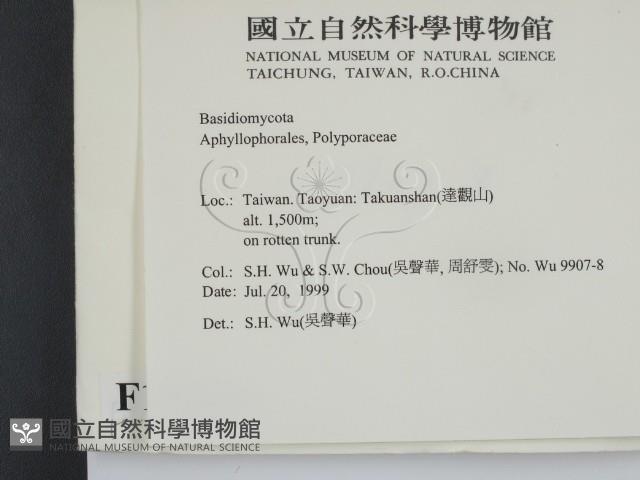 國立自然科學博物館
NATIONAL MUSEUM OF NATURAL SCIENCE
TAICHUNG, TAIWAN, R.O.CHINA
Basidiomycota
Aphyllophorales, Polyporaceae
Loc.: Taiwan. Taoyuan: Takuanshan(達觀山)
alt. 1,500m;
on rotten trunk.
Col.: S.H. Wu & S.W. Chou(吳聲華, 周舒雯); No. Wu 9907-8
Date: Jul. 20, 1999
Det.: S.H. Wu(吳聲華)
F1
國立自然科學博物館
NATIONAL MUSEUM OF NATURAL SCIENCE